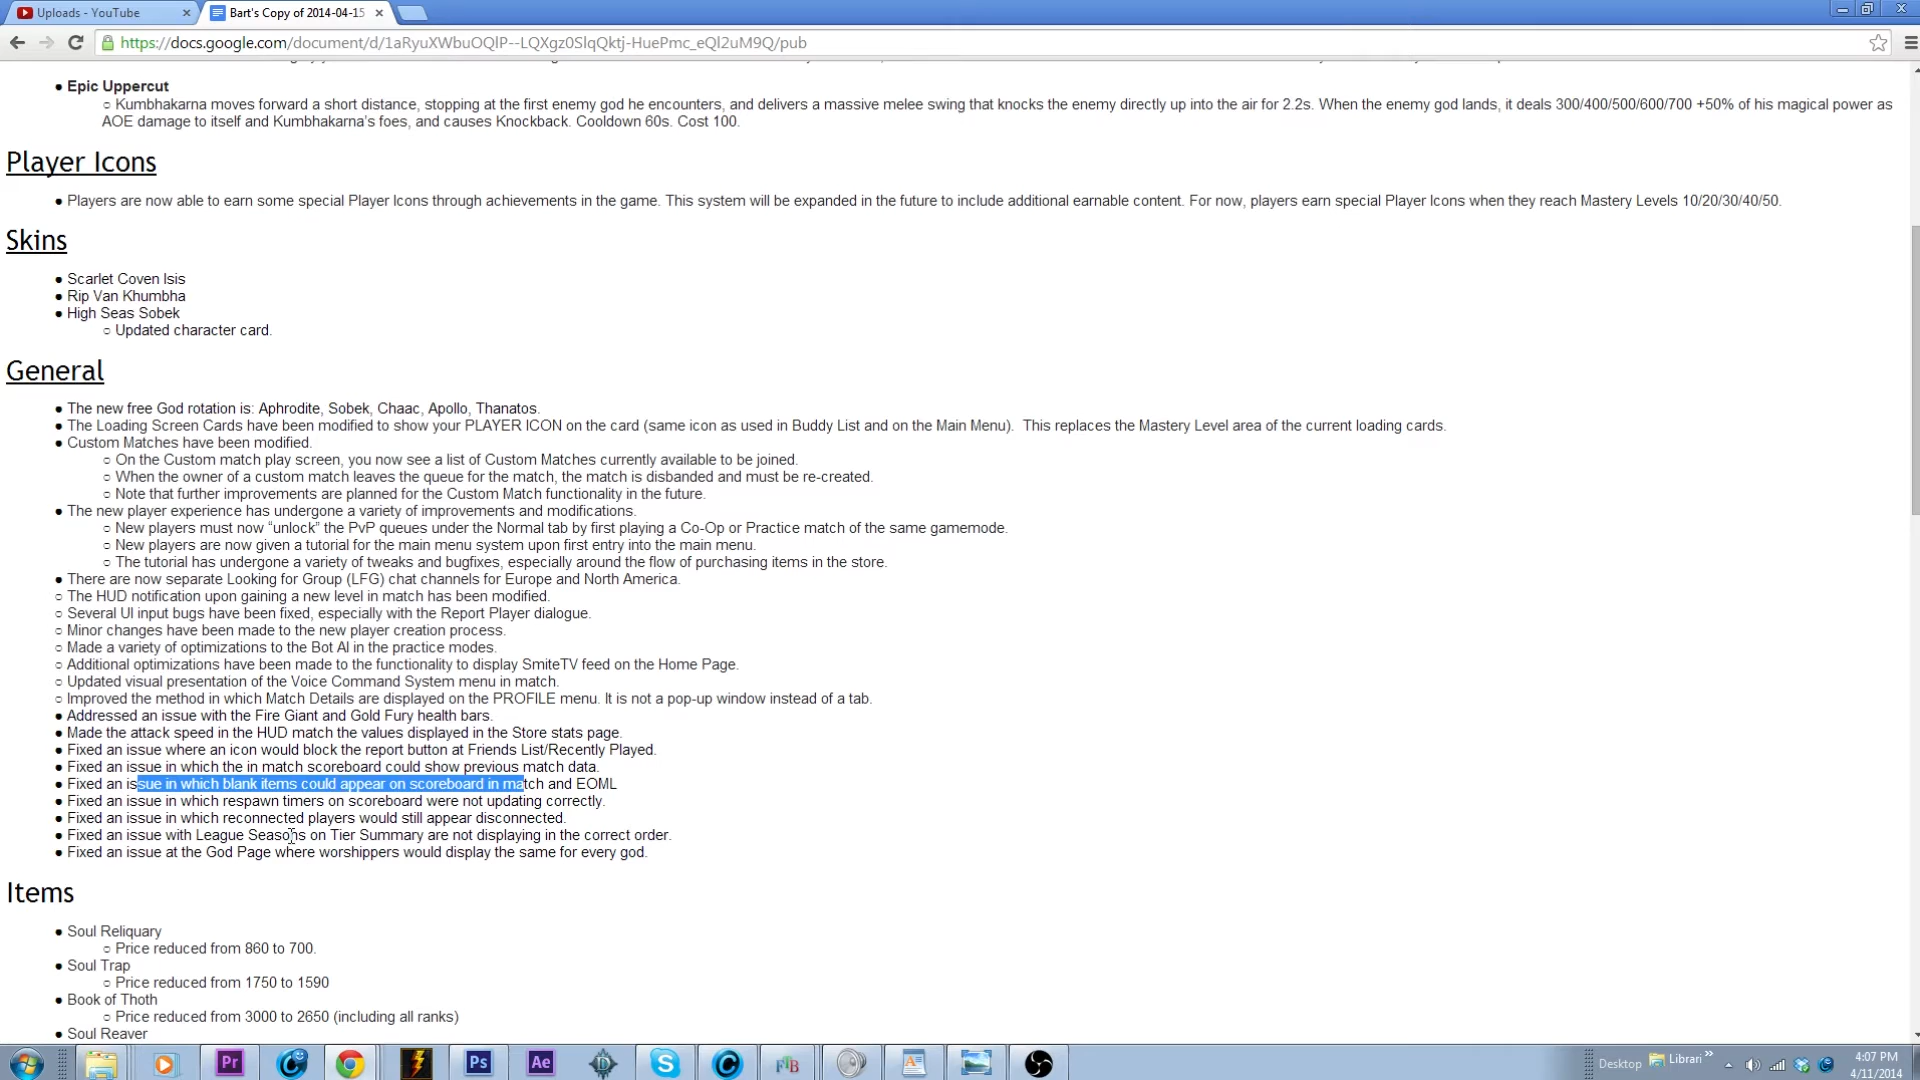 Uploads - YouTube
Bart's Copy of 2014-04-15
https://docs.google.com/document/d/1aRyuXWbuOQlP--LQXgz0SlqQktj-HuePmc_eQl2uM9Q/pub
● Epic Uppercut
○ Kumbhakarna moves forward a short distance, stopping at the first enemy god he encounters, and delivers a massive melee swing that knocks the enemy directly up into the air for 2.2s. When the enemy god lands, it deals 300/400/500/600/700 +50% of his magical power as
AOE damage to itself and Kumbhakarna's foes, and causes Knockback. Cooldown 60s. Cost 100.
Player Icons
● Players are now able to earn some special Player Icons through achievements in the game. This system will be expanded in the future to include additional earnable content. For now, players earn special Player Icons when they reach Mastery Levels 10/20/30/40/50.
Skins
● Scarlet Coven Isis
● Rip Van Khumbha
● High Seas Sobek
○ Updated character card.
General
● The new free God rotation is: Aphrodite, Sobek, Chaac, Apollo, Thanatos.
● The Loading Screen Cards have been modified to show your PLAYER ICON on the card (same icon as used in Buddy List and on the Main Menu).  This replaces the Mastery Level area of the current loading cards.
● Custom Matches have been modified.
○ On the Custom match play screen, you now see a list of Custom Matches currently available to be joined.
○ When the owner of a custom match leaves the queue for the match, the match is disbanded and must be re-created.
○ Note that further improvements are planned for the Custom Match functionality in the future.
● The new player experience has undergone a variety of improvements and modifications.
○ New players must now “unlock” the PvP queues under the Normal tab by first playing a Co-Op or Practice match of the same gamemode.
○ New players are now given a tutorial for the main menu system upon first entry into the main menu.
○ The tutorial has undergone a variety of tweaks and bugfixes, especially around the flow of purchasing items in the store.
● There are now separate Looking for Group (LFG) chat channels for Europe and North America.
○ The HUD notification upon gaining a new level in match has been modified.
○ Several UI input bugs have been fixed, especially with the Report Player dialogue.
○ Minor changes have been made to the new player creation process.
○ Made a variety of optimizations to the Bot AI in the practice modes.
○ Additional optimizations have been made to the functionality to display SmiteTV feed on the Home Page.
○ Updated visual presentation of the Voice Command System menu in match.
○ Improved the method in which Match Details are displayed on the PROFILE menu. It is not a pop-up window instead of a tab.
● Addressed an issue with the Fire Giant and Gold Fury health bars.
● Made the attack speed in the HUD match the values displayed in the Store stats page.
● Fixed an issue where an icon would block the report button at Friends List/Recently Played.
● Fixed an issue in which the in match scoreboard could show previous match data.
● Fixed an issue in which blank items could appear on scoreboard in match and EOML
● Fixed an issue in which respawn timers on scoreboard were not updating correctly.
● Fixed an issue in which reconnected players would still appear disconnected.
● Fixed an issue with League Seasons on Tier Summary are not displaying in the correct order.
● Fixed an issue at the God Page where worshippers would display the same for every god.
Items
● Soul Reliquary
○ Price reduced from 860 to 700.
● Soul Trap
○ Price reduced from 1750 to 1590
● Book of Thoth
○ Price reduced from 3000 to 2650 (including all ranks)
● Soul Reaver
Pr
Ps
Ae
Desktop
Librari
4:07 PM
4/11/2014